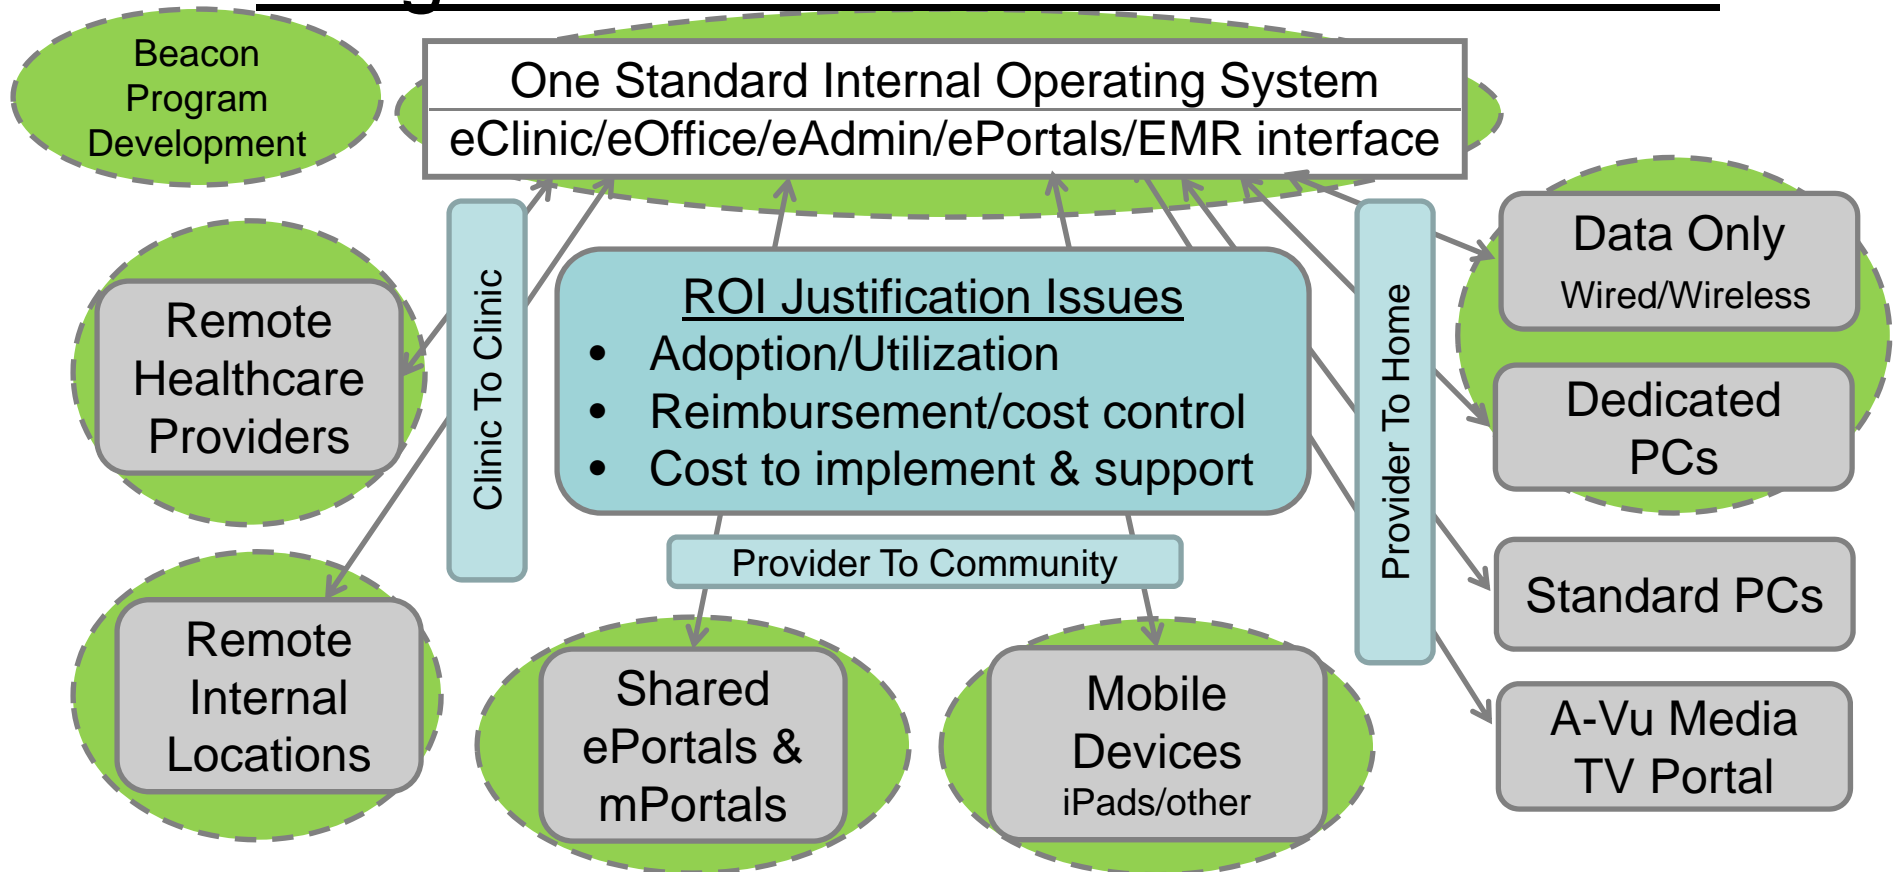 Beacon
Program
Development
One Standard Internal Operating System
eClinic/eOffice/eAdmin/ePortals/EMR interface
Remote
Healthcare
Providers
Clinic To Clinic
ROI Justification Issues
• Adoption/Utilization
• Reimbursement/cost control
• Cost to implement & support
Provider To Home
Data Only
Wired/Wireless
Dedicated
PCs
Provider To Community
Standard PCs
Remote
Internal
Locations
Shared
ePortals &
mPortals
Mobile
Devices
iPads/other
A-Vu Media
TV Portal